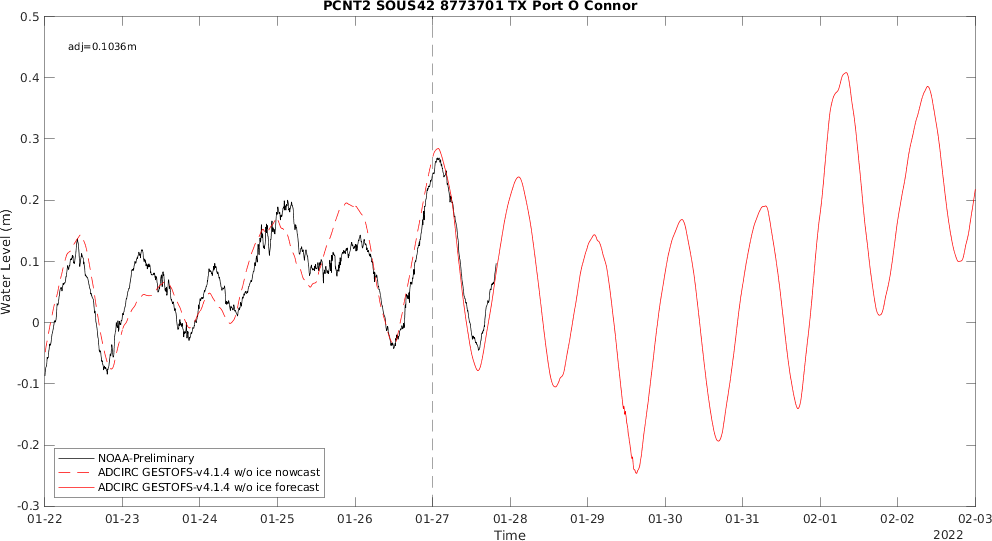 PCNT2 SOUS42 8773701 TX Port O Connor
adj=0.1036m
0.5
0.4
0.3
0.2
0.1
0
-0.1
-0.2
-0.3
Water Level (m)
NOAA-Preliminary
ADCIRC GESTOFS-v4.1.4 w/o ice nowcast
ADCIRC GESTOFS-v4.1.4 w/o ice forecast
01-22 01-23 01-24 01-25 01-26 01-27 01-28 01-29 01-30 01-31 02-01 02-02 02-03
Time
2022